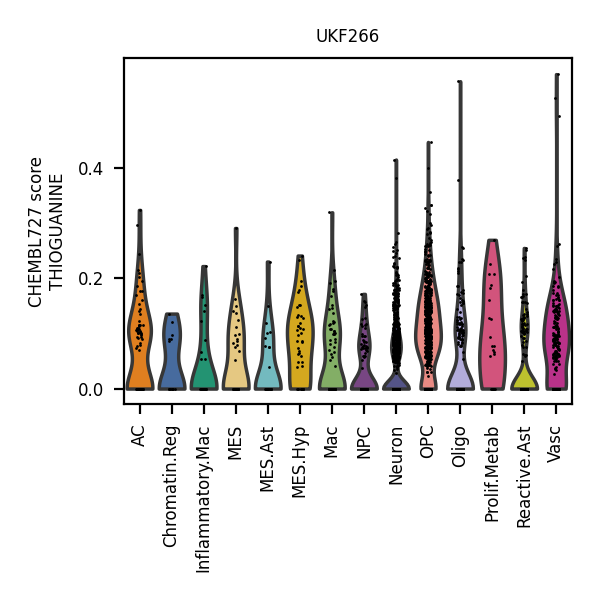 UKF266
CHEMBL727 score
THIOGUANINE
0.4
0.2
0.0
AC
Chromatin.Reg
Inflammatory.Mac
MES
MES.Ast
MES.Hyp
Mac
NPC
Neuron
OPC
Oligo
Prolif.Metab
Reactive.Ast
Vasc